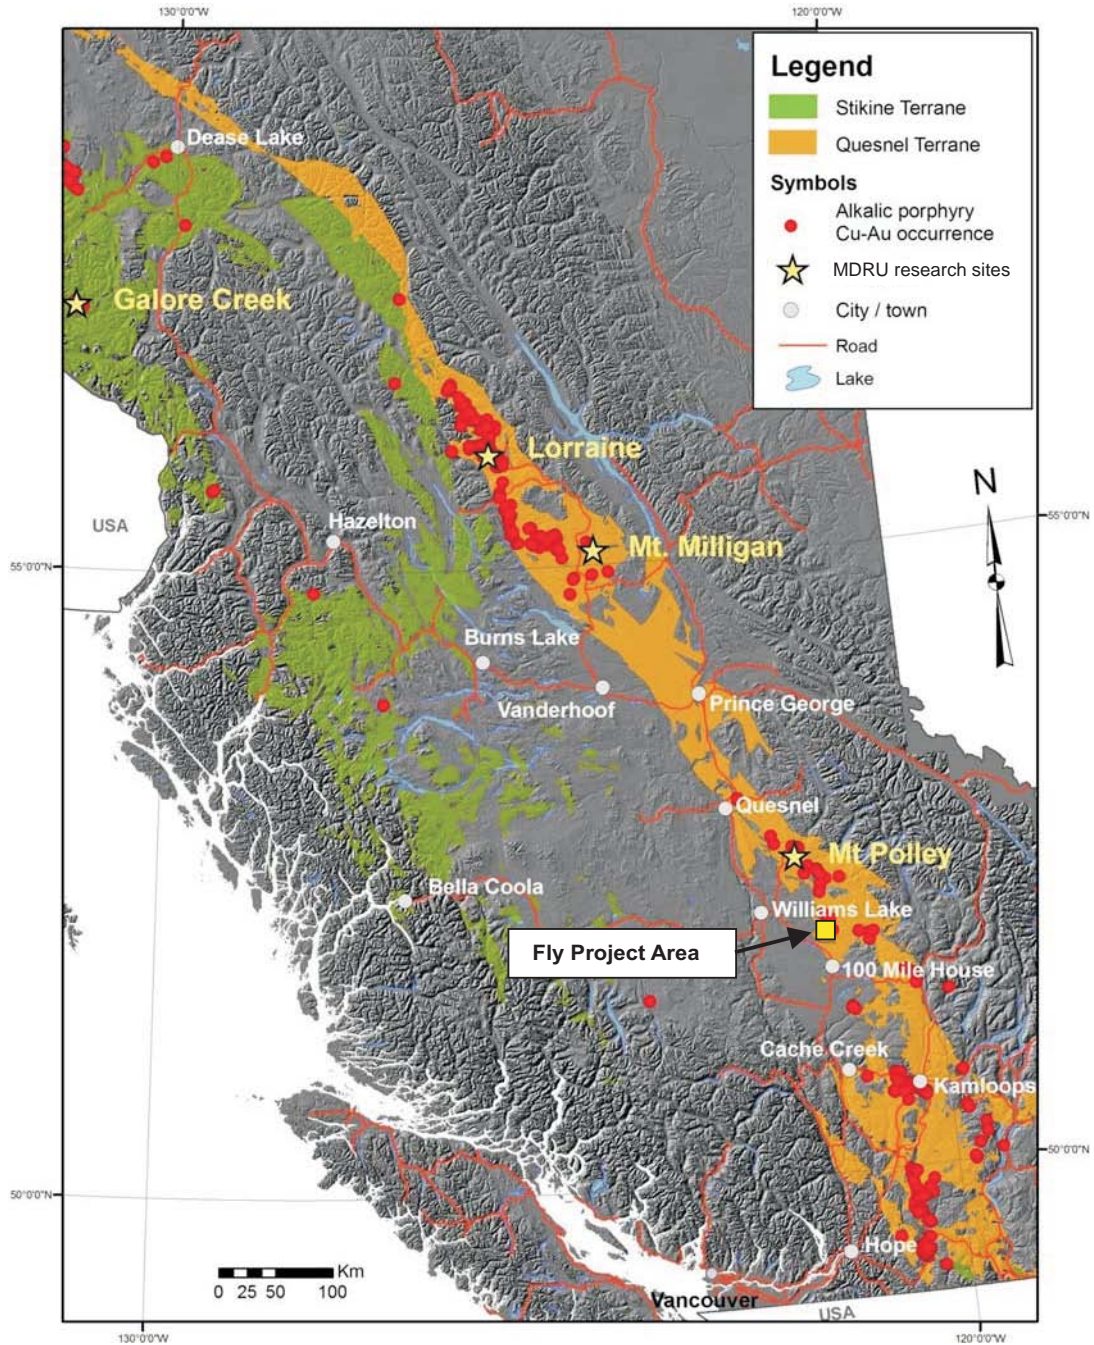 130°0'0"W
120°0'0"W
Legend
Stikine Terrane
Quesnel Terrane
Symbols
Alkalic porphyry
Cu-Au occurrence
MDRU research sites
City / town
Road
Lake
Dease Lake
Galore Creek
Lorraine
N
USA
Hazelton
55°0'0"N
Mt. Milligan
55°0'0"N
Burns Lake
Vanderhoof
Prince George
Quesnel
Mt Polley
Bella Coola
Williams Lake
Fly Project Area
100 Mile House
Cache Creek
Kamloops
50°0'0"N
50°0'0"N
Hope
Km
0 25 50 100
Vancouver
USA
130°0'0"W
120°0'0"W